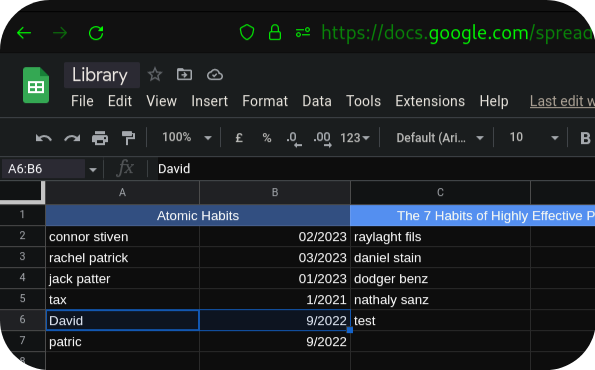 https://docs.google.com/spread
Library
File Edit View Insert Format Data Tools Extensions Help Last edit w
100% £ % .0 .00 123 Default (Ari... 10 B
A6:B6 fx David
A B C
1 Atomic Habits The 7 Habits of Highly Effective P
2 connor stiven 02/2023 raylaght fils
3 rachel patrick 03/2023 daniel stain
4 jack patter 01/2023 dodger benz
5 tax 1/2021 nathaly sanz
6 David 9/2022 test
7 patric 9/2022
8